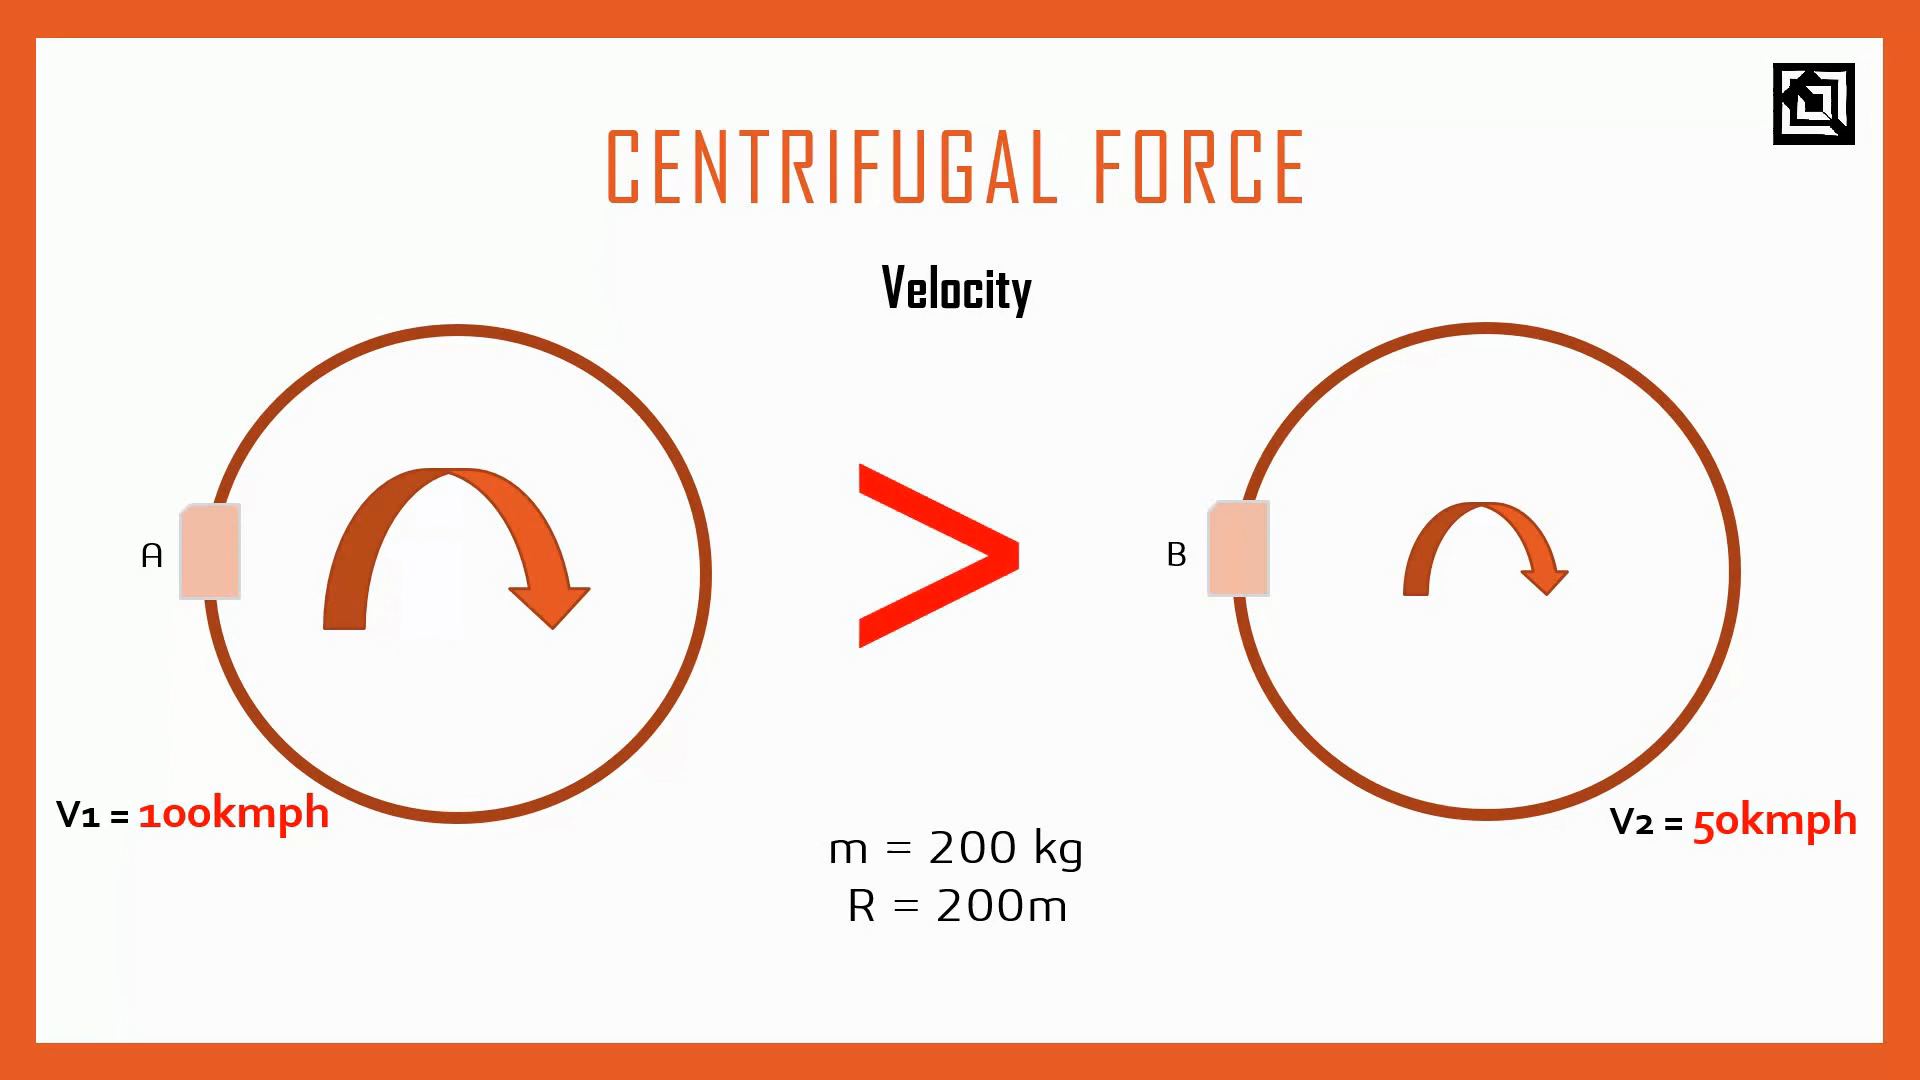 CENTRIFUGAL FORCE
Velocity
>
A
B
V1 = 100kmph
V2 = 50kmph
m = 200 kg
R = 200m